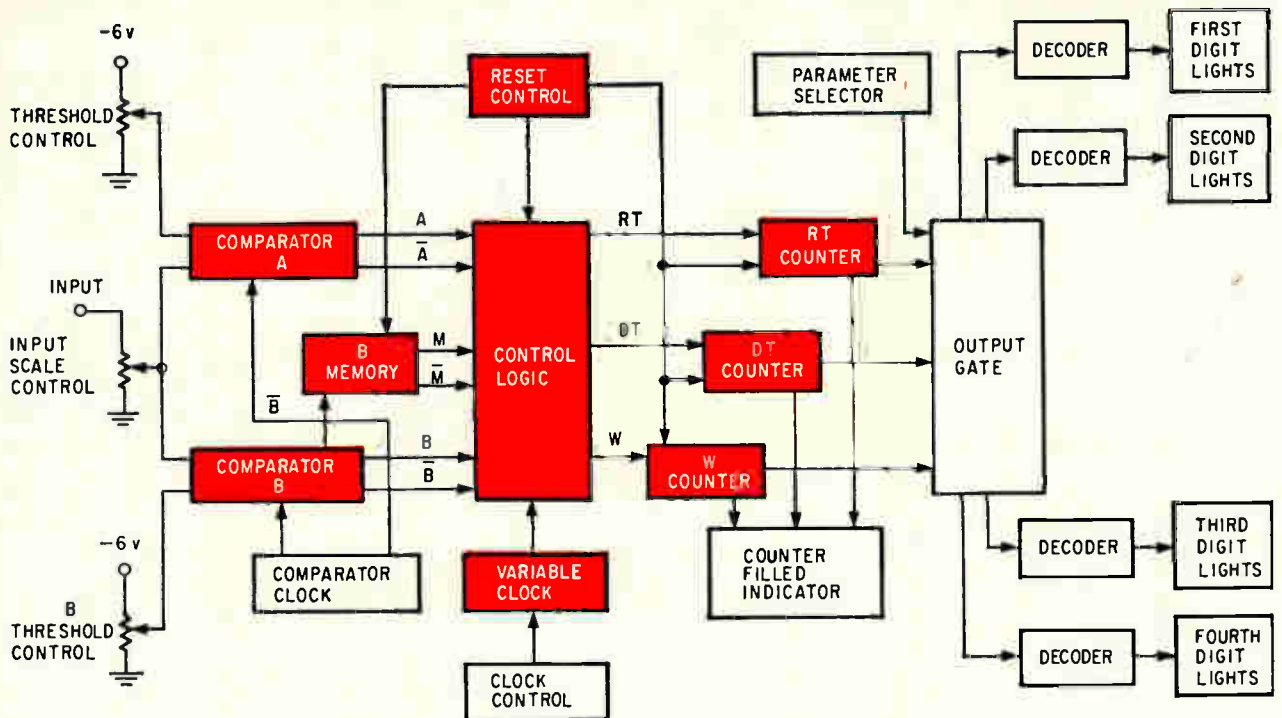 -6v
THRESHOLD
CONTROL
INPUT
INPUT
SCALE
CONTROL
-6v
B
THRESHOLD
CONTROL
COMPARATOR
A
COMPARATOR
B
B
MEMORY
B̅
COMPARATOR
CLOCK
A
A̅
M
M̅
B
B̅
RESET
CONTROL
CONTROL
LOGIC
VARIABLE
CLOCK
CLOCK
CONTROL
RT
DT
W
RT
COUNTER
DT
COUNTER
W
COUNTER
COUNTER
FILLED
INDICATOR
PARAMETER
SELECTOR
OUTPUT
GATE
DECODER
FIRST
DIGIT
LIGHTS
DECODER
SECOND
DIGIT
LIGHTS
DECODER
THIRD
DIGIT
LIGHTS
DECODER
FOURTH
DIGIT
LIGHTS